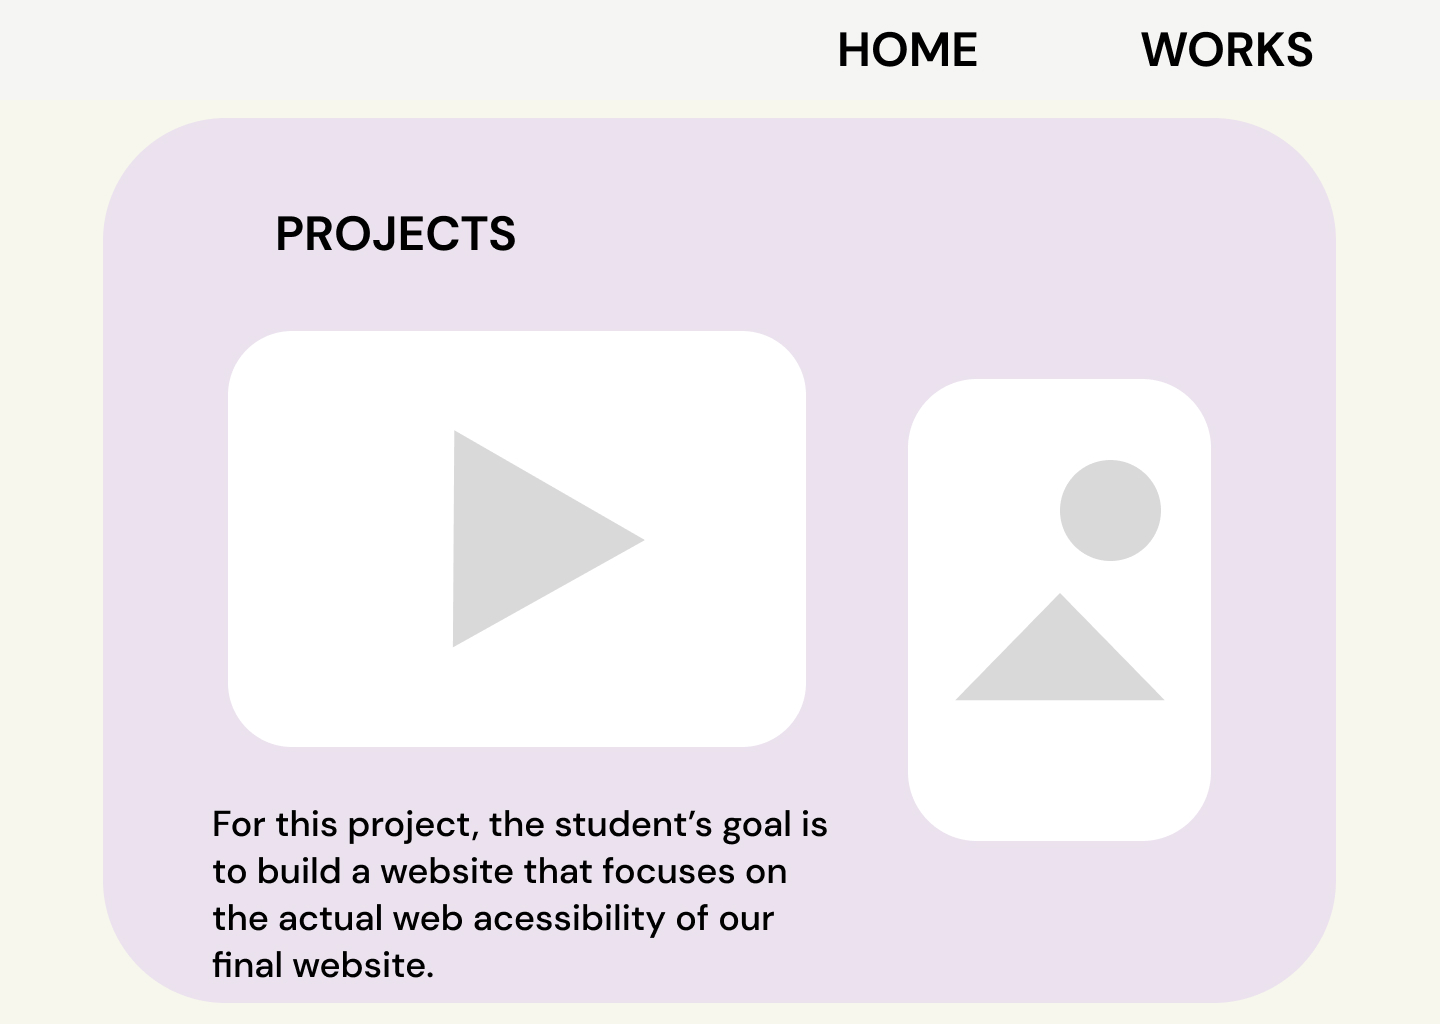 HOME WORKS
PROJECTS
For this project, the student’s goal is
to build a website that focuses on
the actual web acessibility of our
final website.